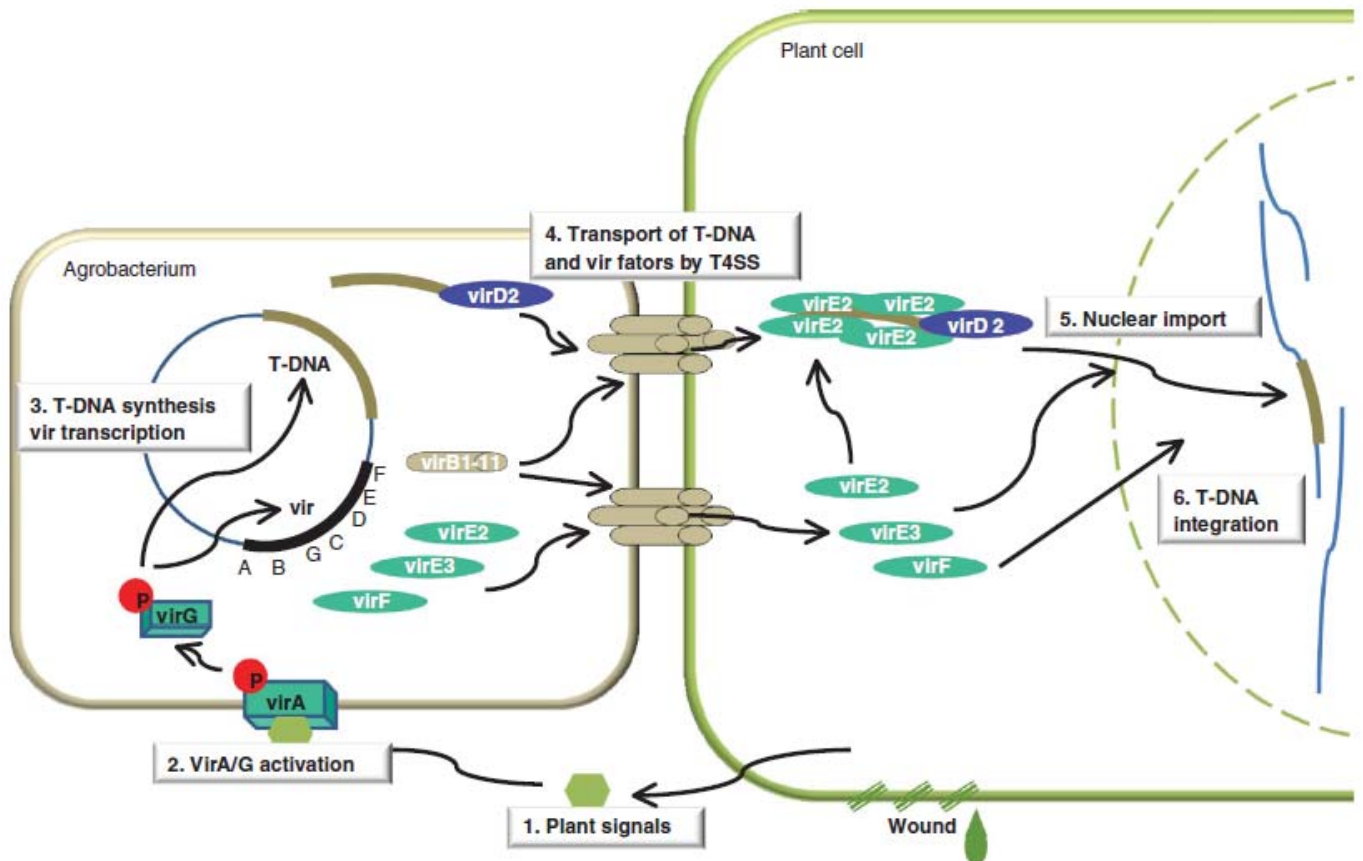 Plant cell
4. Transport of T-DNA
and vir fators by T4SS
Agrobacterium
virD2
virE2
virE2
virE2
virE2
virD 2
5. Nuclear import
T-DNA
3. T-DNA synthesis
vir transcription
virB1-11
F
E
D
C
G
B
A
vir
virE2
virE3
virF
virE2
virE3
virF
6. T-DNA
integration
P
virG
P
virA
2. VirA/G activation
1. Plant signals
Wound